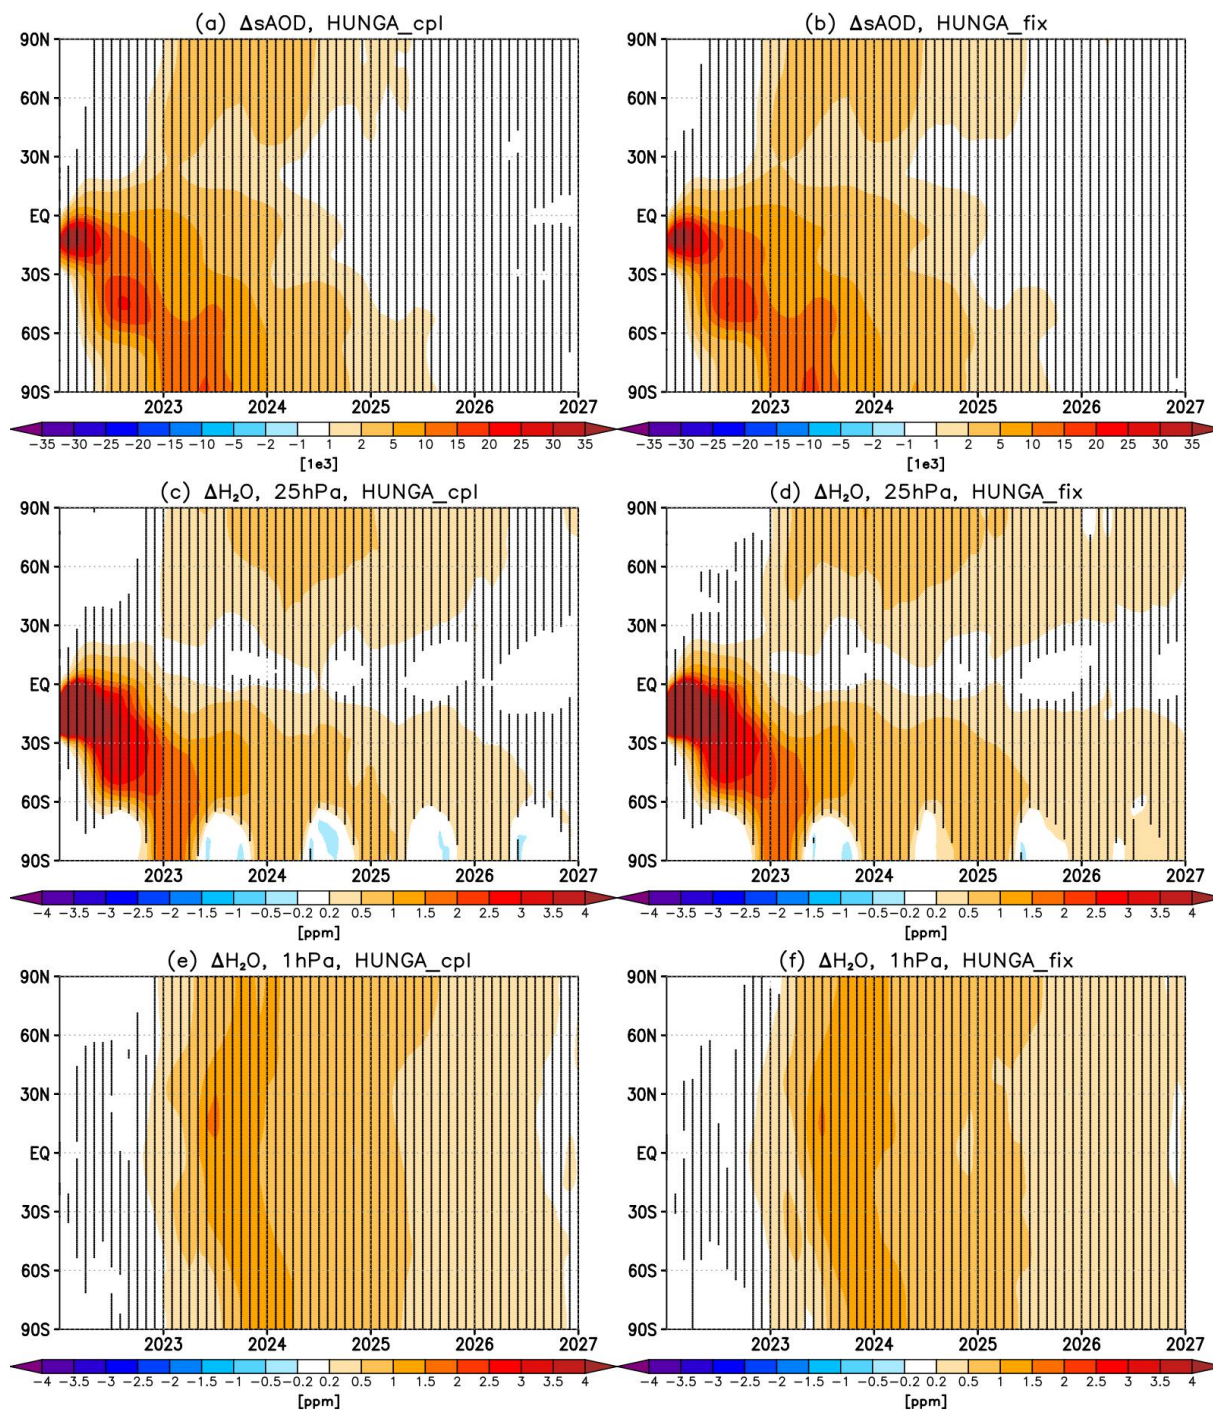 (a) ΔsAOD, HUNGA_cpl
(b) ΔsAOD, HUNGA_fix
90N
60N
30N
EQ
30S
60S
90S
2023 2024 2025 2026 2027
−35 −30 −25 −20 −15 −10 −5 −2 −1 1 2 5 10 15 20 25 30 35
[1e3]
90N
60N
30N
EQ
30S
60S
90S
2023 2024 2025 2026 2027
−35 −30 −25 −20 −15 −10 −5 −2 −1 1 2 5 10 15 20 25 30 35
[1e3]
(c) ΔH₂O, 25hPa, HUNGA_cpl
(d) ΔH₂O, 25hPa, HUNGA_fix
90N
60N
30N
EQ
30S
60S
90S
2023 2024 2025 2026 2027
−4 −3.5 −3 −2.5 −2 −1.5 −1 −0.5 −0.2 0.2 0.5 1 1.5 2 2.5 3 3.5 4
[ppm]
90N
60N
30N
EQ
30S
60S
90S
2023 2024 2025 2026 2027
−4 −3.5 −3 −2.5 −2 −1.5 −1 −0.5 −0.2 0.2 0.5 1 1.5 2 2.5 3 3.5 4
[ppm]
(e) ΔH₂O, 1hPa, HUNGA_cpl
(f) ΔH₂O, 1hPa, HUNGA_fix
90N
60N
30N
EQ
30S
60S
90S
2023 2024 2025 2026 2027
−4 −3.5 −3 −2.5 −2 −1.5 −1 −0.5 −0.2 0.2 0.5 1 1.5 2 2.5 3 3.5 4
[ppm]
90N
60N
30N
EQ
30S
60S
90S
2023 2024 2025 2026 2027
−4 −3.5 −3 −2.5 −2 −1.5 −1 −0.5 −0.2 0.2 0.5 1 1.5 2 2.5 3 3.5 4
[ppm]